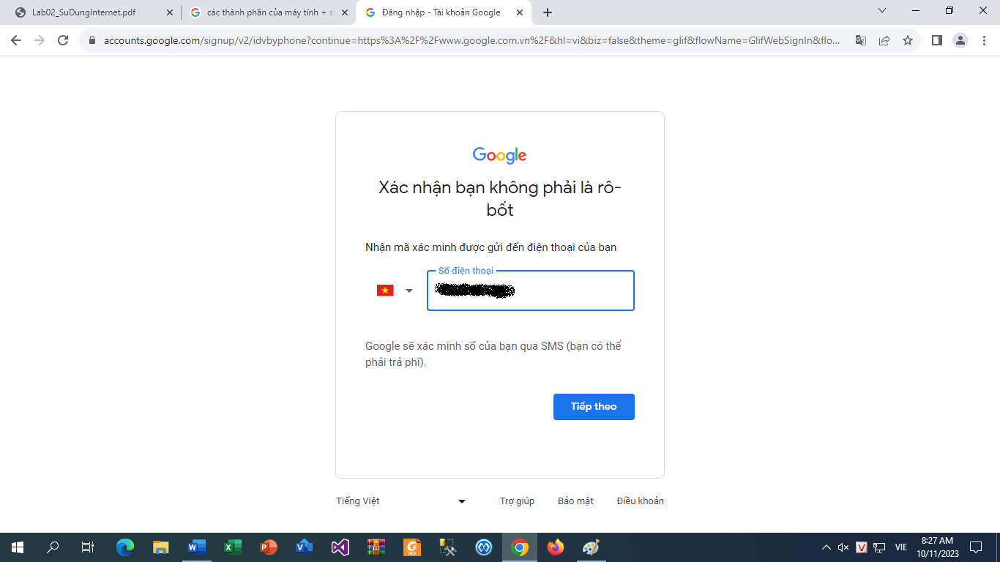 Lab02_SuDungInternet.pdf
các thành phần của máy tính + si
Đăng nhập - Tài khoản Google
accounts.google.com/signup/v2/idvbyphone?continue=https%3A%2F%2Fwww.google.com.vn%2F&hl=vi&biz=false&theme=glif&flowName=GlifWebSignIn&flo...
Google
Xác nhận bạn không phải là rô-
bốt
Nhận mã xác minh được gửi đến điện thoại của bạn
Số điện thoại
Google sẽ xác minh số của bạn qua SMS (bạn có thể
phải trả phí).
Tiếp theo
Tiếng Việt
Trợ giúp
Bảo mật
Điều khoản
VIE
8:27 AM
10/11/2023